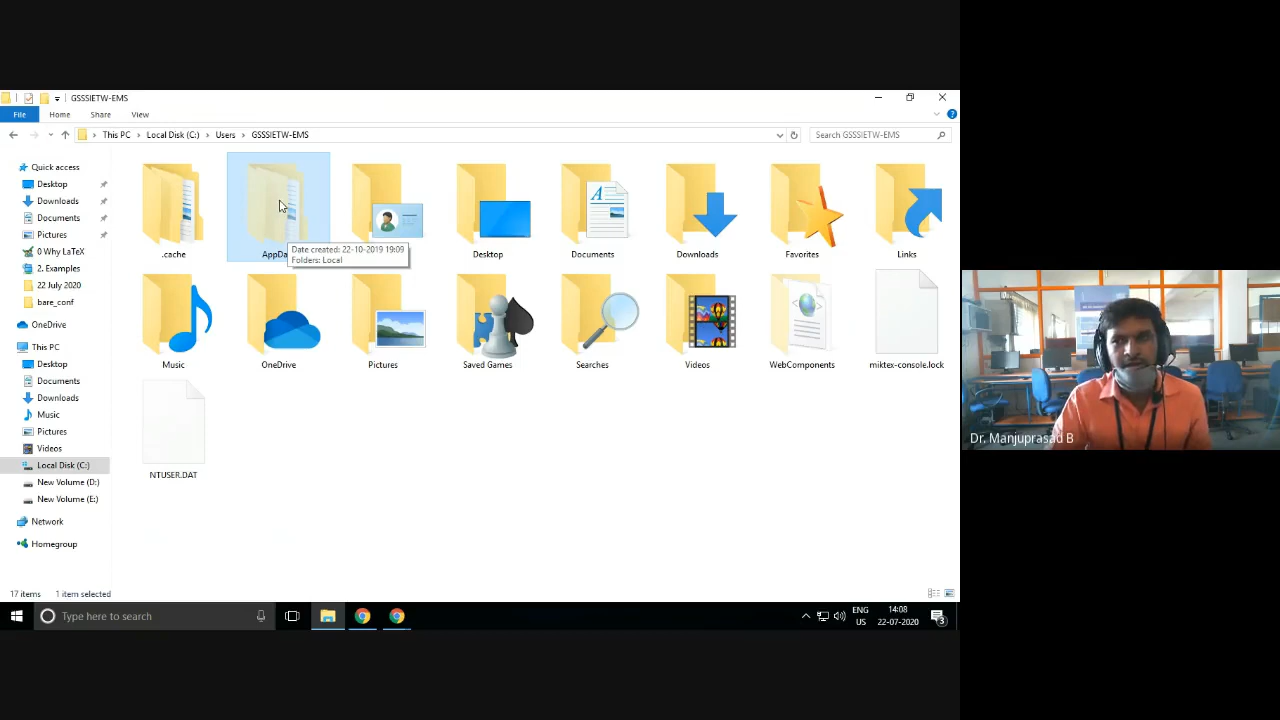 GSSSIETW-EMS
File Home Share View
This PC Local Disk (C:) Users GSSSIETW-EMS
Search GSSSIETW-EMS
Quick access
Desktop
Downloads
Documents
Pictures
0 Why LaTeX
2. Examples
22 July 2020
bare_conf
OneDrive
This PC
Desktop
Documents
Downloads
Music
Pictures
Videos
Local Disk (C:)
New Volume (D:)
New Volume (E:)
Network
Homegroup
.cache
AppDa
Desktop
Documents
Downloads
Favorites
Links
Date created: 22-10-2019 19:09
Folders: Local
Music
OneDrive
Pictures
Saved Games
Searches
Videos
WebComponents
miktex-console.lock
NTUSER.DAT
17 items 1 item selected
Type here to search
ENG
US
14:08
22-07-2020
3
Dr. Manjuprasad B